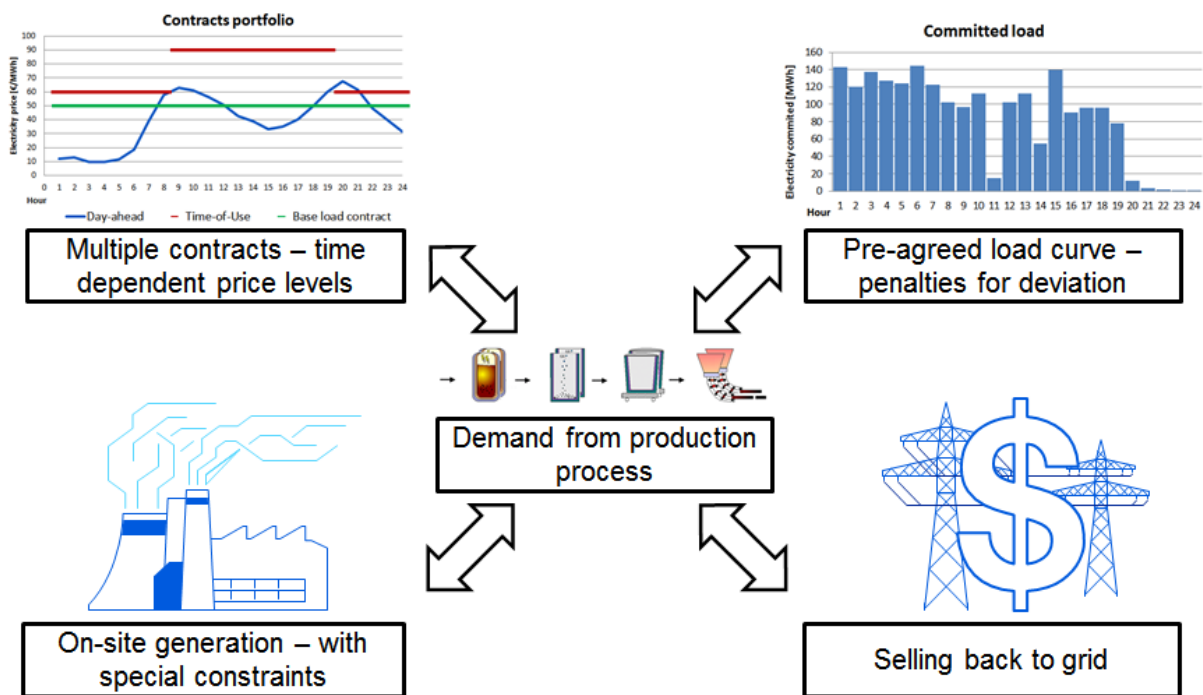 Contracts portfolio
Electricity price [€/MWh]
100
90
80
70
60
50
40
30
20
10
0
0 1 2 3 4 5 6 7 8 9 10 11 12 13 14 15 16 17 18 19 20 21 22 23 24
Hour
Day-ahead Time-of-Use Base load contract
Multiple contracts – time
dependent price levels
Committed load
Electricity commited [MWh]
160
140
120
100
80
60
40
20
0
Hour 1 2 3 4 5 6 7 8 9 10 11 12 13 14 15 16 17 18 19 20 21 22 23 24
Pre-agreed load curve –
penalties for deviation
Demand from production
process
On-site generation – with
special constraints
$
Selling back to grid